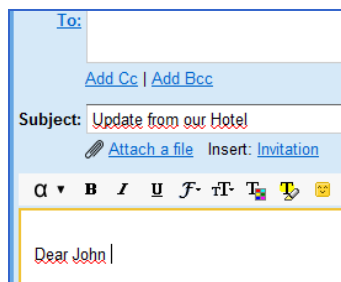 To:
Add Cc | Add Bcc
Subject: Update from our Hotel
Attach a file Insert: Invitation
α B I U F T T T
Dear John